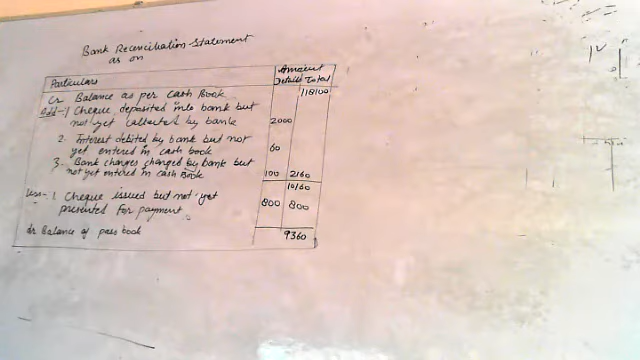 Bank Reconciliation Statement
as on
Particulars Amount
Details Total
Cr Balance as per Cash Book 118100
Add-1 Cheque deposited into bank but
not yet collected by bank 2000
2. Interest debited by bank but not
yet entered in cash book 60
3- Bank charges charged by bank but
not yet entered in cash Book 100 2160
10160
Less-1 Cheque issued but not yet
presented for payment 800 800
dr Balance of pass book 9360